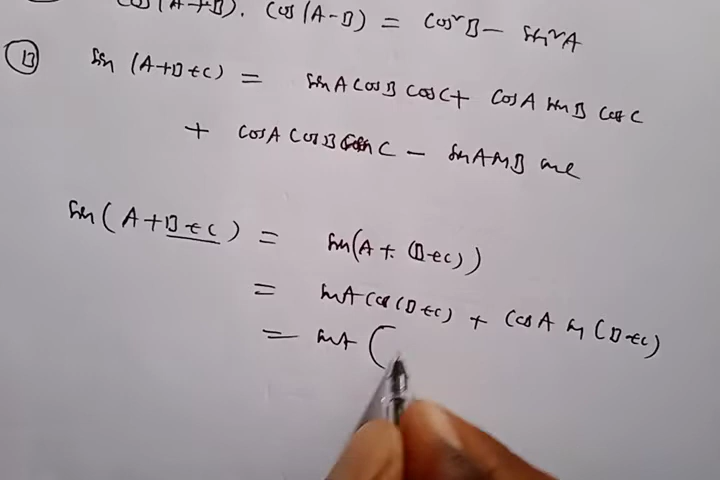 cos(A+B). cos(A-B) = cos²B - sin²A
13 sin (A+B+C) = sinA cosB cosC + cosA sinB cosC
+ cosA cosB sin C - sinA sinB sinC
sin(A+B+C) = sin(A+(B+C))
= sinA cos(B+C) + cosA sin(B+C)
= sinA (